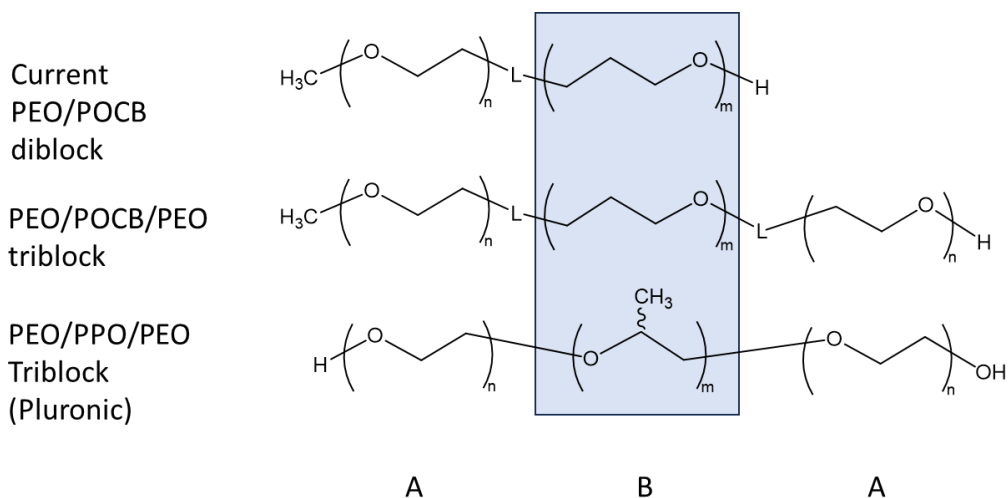 Current
PEO/POCB
diblock
H₃C
O
n
L
O
m
H
PEO/POCB/PEO
triblock
H₃C
O
n
L
O
m
L
O
n
H
PEO/PPO/PEO
Triblock
(Pluronic)
H
O
n
O
CH₃
m
O
n
OH
A
B
A